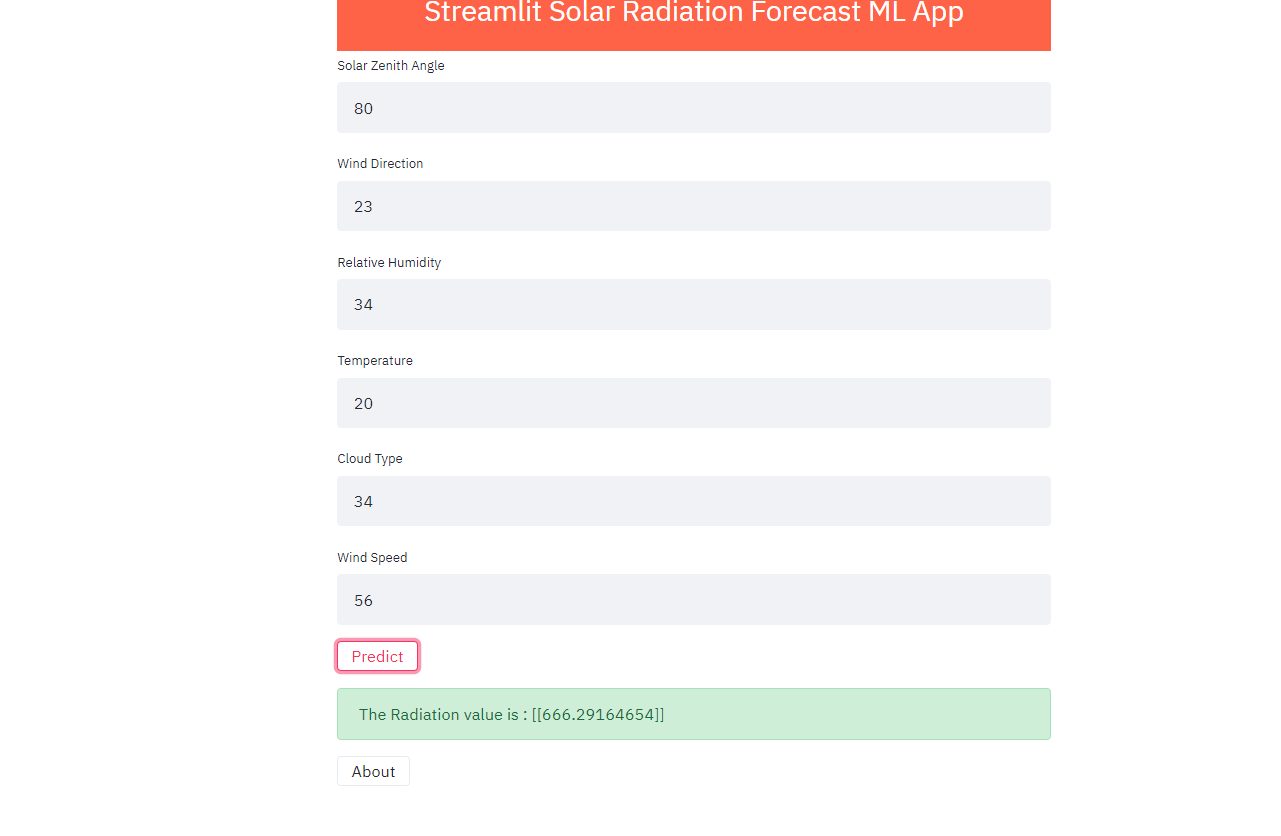 Streamlit Solar Radiation Forecast ML App
Solar Zenith Angle
80
Wind Direction
23
Relative Humidity
34
Temperature
20
Cloud Type
34
Wind Speed
56
Predict
The Radiation value is : [[666.29164654]]
About